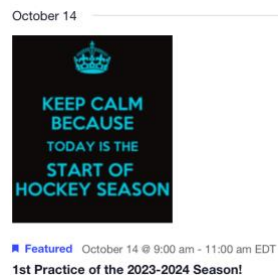 October 14
KEEP CALM
BECAUSE
TODAY IS THE
START OF
HOCKEY SEASON
Featured October 14 @ 9:00 am - 11:00 am EDT
1st Practice of the 2023-2024 Season!